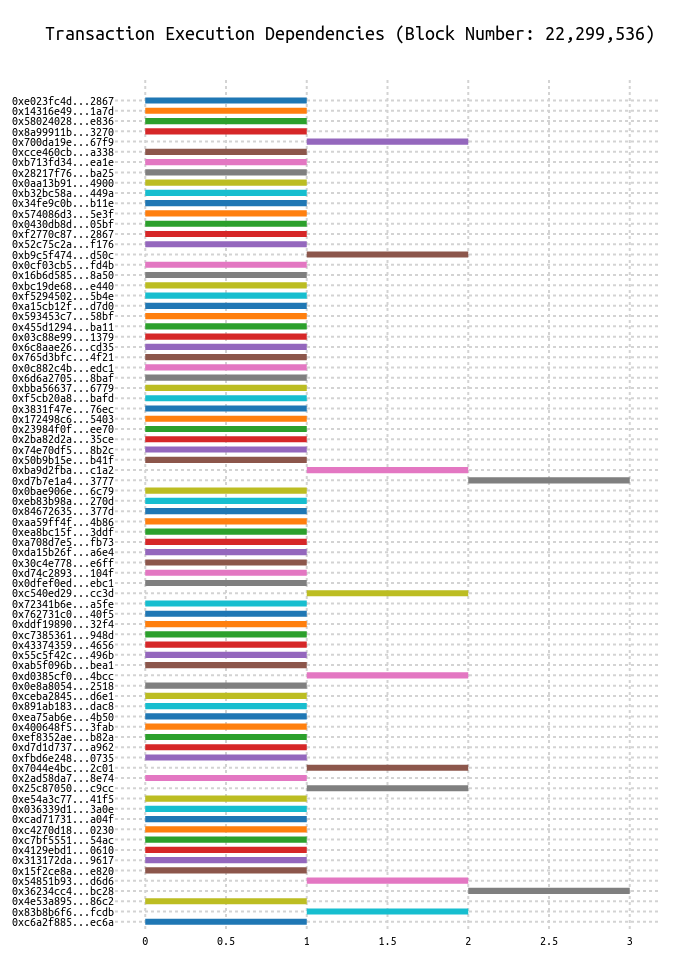 Transaction Execution Dependencies (Block Number: 22,299,536)
0xe023fc4d...2867
0x14316e49...1a7d
0x58024028...e836
0x8a99911b...3270
0x700da19e...67f9
0xcce460cb...a338
0xb713fd34...ea1e
0x28217f76...ba25
0x0aa13b91...4900
0xb32bc58a...449a
0x34fe9c0b...b11e
0x574086d3...5e3f
0x0430db8d...05bf
0xf2770c87...2867
0x52c75c2a...f176
0xb9c5f474...d50c
0x0cf03cb5...fd4b
0x16b6d585...8a50
0xbc19de68...e440
0xf5294502...5b4e
0xa15cb12f...d7d0
0x593453c7...58bf
0x455d1294...ba11
0x03c88e99...1379
0x6c8aae26...cd35
0x765d3bfc...4f21
0x0c882c4b...edc1
0x6d6a2705...8baf
0xbba56637...6779
0xf5cb20a8...bafd
0x3831f47e...76ec
0x172498c6...5403
0x23984f0f...ee70
0x2ba82d2a...35ce
0x74e70df5...8b2c
0x50b9b15e...b41f
0xba9d2fba...c1a2
0xd7b7e1a4...3777
0x0bae906e...6c79
0xeb83b98a...270d
0x84672635...377d
0xaa59ff4f...4b86
0xea8bc15f...3ddf
0xa708d7e5...fb73
0xda15b26f...a6e4
0x30c4e778...e6ff
0xd74c2893...104f
0x0dfef0ed...ebc1
0xc540ed29...cc3d
0x72341b6e...a5fe
0x762731c0...40f5
0xddf19890...32f4
0xc7385361...948d
0x43374359...4656
0x55c5f42c...496b
0xab5f096b...bea1
0xd0385cf0...4bcc
0x0e8a8054...2518
0xceba2845...d6e1
0x891ab183...dac8
0xea75ab6e...4b50
0x400648f5...3fab
0xef8352ae...b82a
0xd7d1d737...a962
0xfbd6e248...0735
0x7044e4bc...2c01
0x2ad58da7...8e74
0x25c87050...c9cc
0xe54a3c77...41f5
0x036339d1...3a0e
0xcad71731...a04f
0xc4270d18...0230
0xc7bf5551...54ac
0x4129ebd1...0610
0x313172da...9617
0x15f2ce8a...e820
0x54851b93...d6d6
0x36234cc4...bc28
0x4e53a895...86c2
0x83b8b6f6...fcdb
0xc6a2f885...ec6a
0 0.5 1 1.5 2 2.5 3